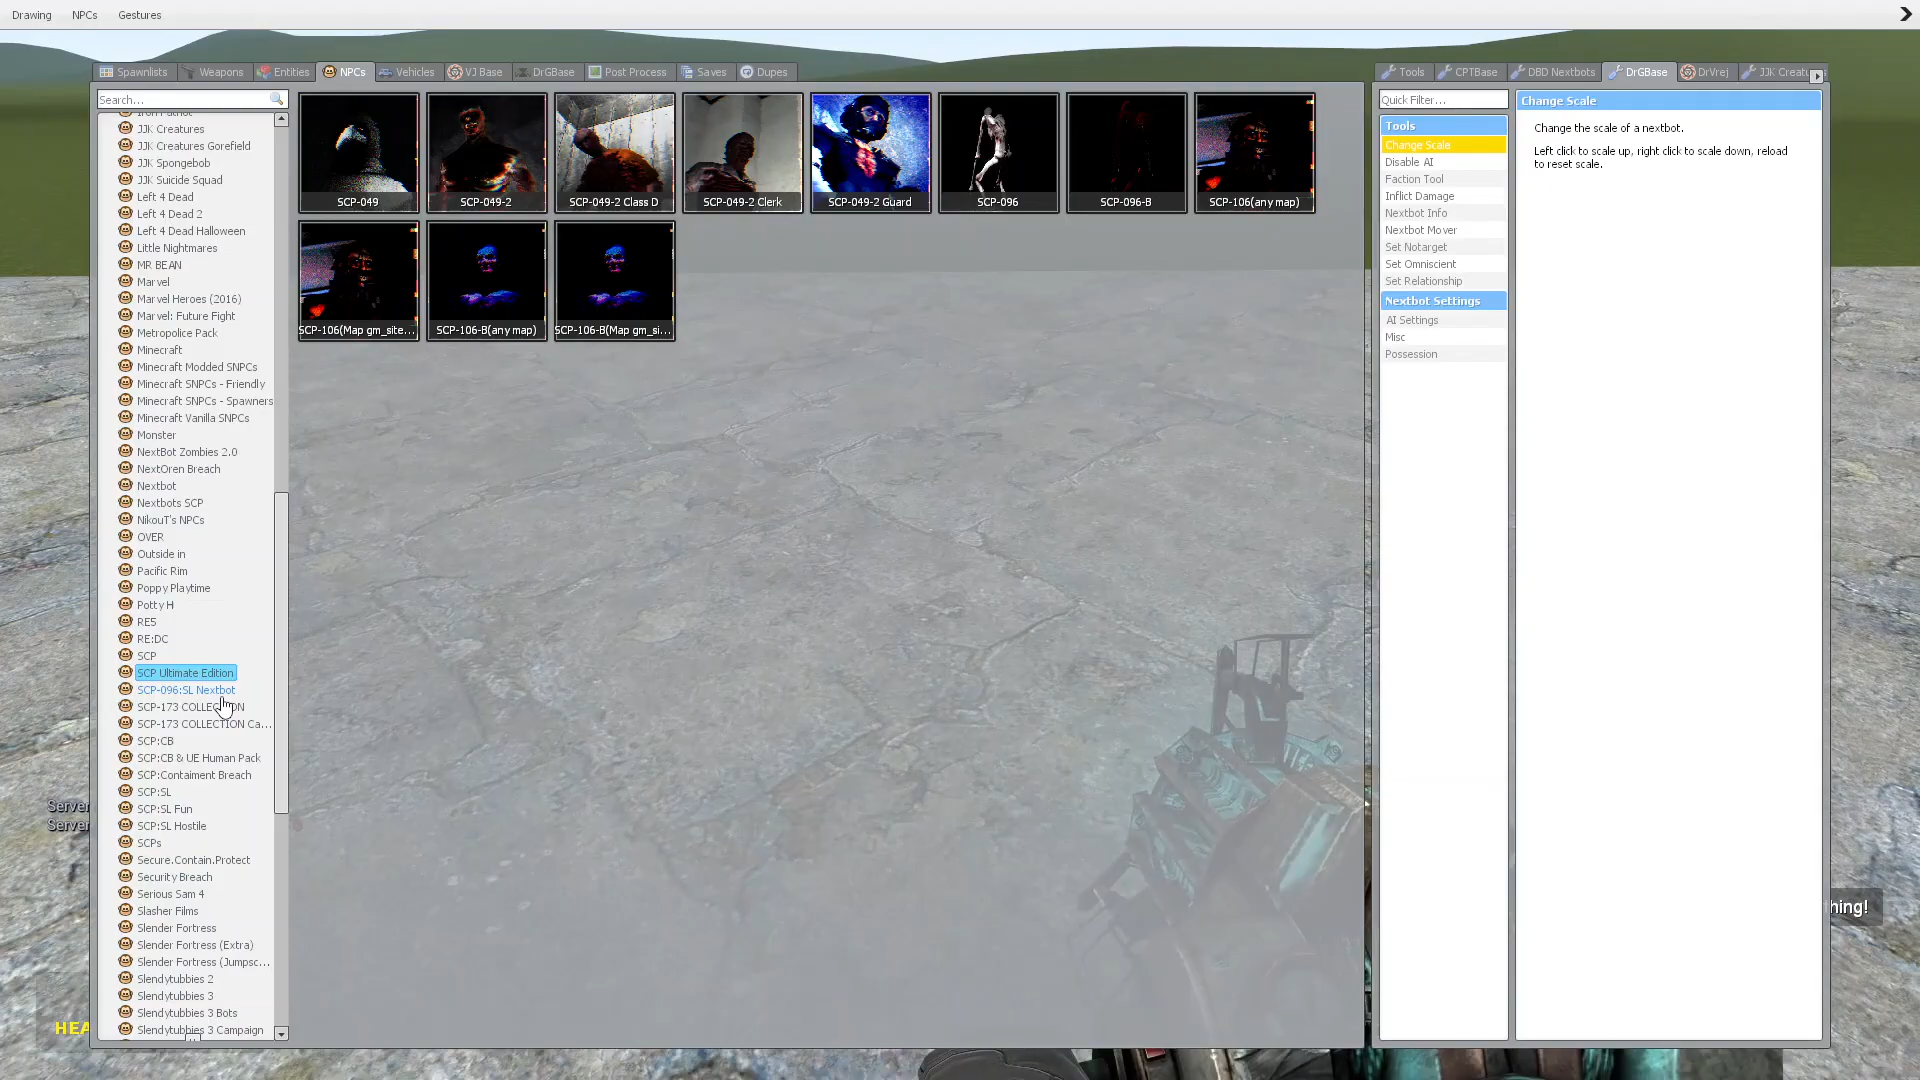 Drawing NPCs Gestures
Spawnlists Weapons Entities NPCs Vehicles VJ Base DrGBase Post Process Saves Dupes
Tools CPTBase DBD Nextbots DrGBase DrVrej JJK Creatu...
Search...
JJK Creatures
JJK Creatures Gorefield
JJK Spongebob
JJK Suicide Squad
Left 4 Dead
Left 4 Dead 2
Left 4 Dead Halloween
Little Nightmares
MR BEAN
Marvel
Marvel Heroes (2016)
Marvel: Future Fight
Metropolice Pack
Minecraft
Minecraft Modded SNPCs
Minecraft SNPCs - Friendly
Minecraft SNPCs - Spawners
Minecraft Vanilla SNPCs
Monster
NextBot Zombies 2.0
NextOren Breach
Nextbot
Nextbots SCP
NikouT's NPCs
OVER
Outside in
Pacific Rim
Poppy Playtime
Potty H
RE5
RE:DC
SCP
SCP Ultimate Edition
SCP-096:SL Nextbot
SCP-173 COLLECTION
SCP-173 COLLECTION Ca...
SCP:CB
SCP:CB & UE Human Pack
SCP:Contaiment Breach
SCP:SL
SCP:SL Fun
SCP:SL Hostile
SCPs
Secure.Contain.Protect
Security Breach
Serious Sam 4
Slasher Films
Slender Fortress
Slender Fortress (Extra)
Slender Fortress (Jumpsc...
Slendytubbies 2
Slendytubbies 3
Slendytubbies 3 Bots
Slendytubbies 3 Campaign
SCP-049 SCP-049-2 SCP-049-2 Class D SCP-049-2 Clerk SCP-049-2 Guard SCP-096 SCP-096-B SCP-106(any map)
SCP-106(Map gm_site... SCP-106-B(any map) SCP-106-B(Map gm_si...
Quick Filter...
Tools
Change Scale
Disable AI
Faction Tool
Inflict Damage
Nextbot Info
Nextbot Mover
Set Notarget
Set Omniscient
Set Relationship
Nextbot Settings
AI Settings
Misc
Possession
Change Scale
Change the scale of a nextbot.
Left click to scale up, right click to scale down, reload
to reset scale.
Server
Server
HEA
hing!